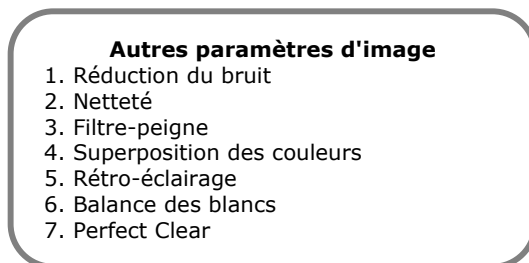 Autres paramètres d'image
1. Réduction du bruit
2. Netteté
3. Filtre-peigne
4. Superposition des couleurs
5. Rétro-éclairage
6. Balance des blancs
7. Perfect Clear